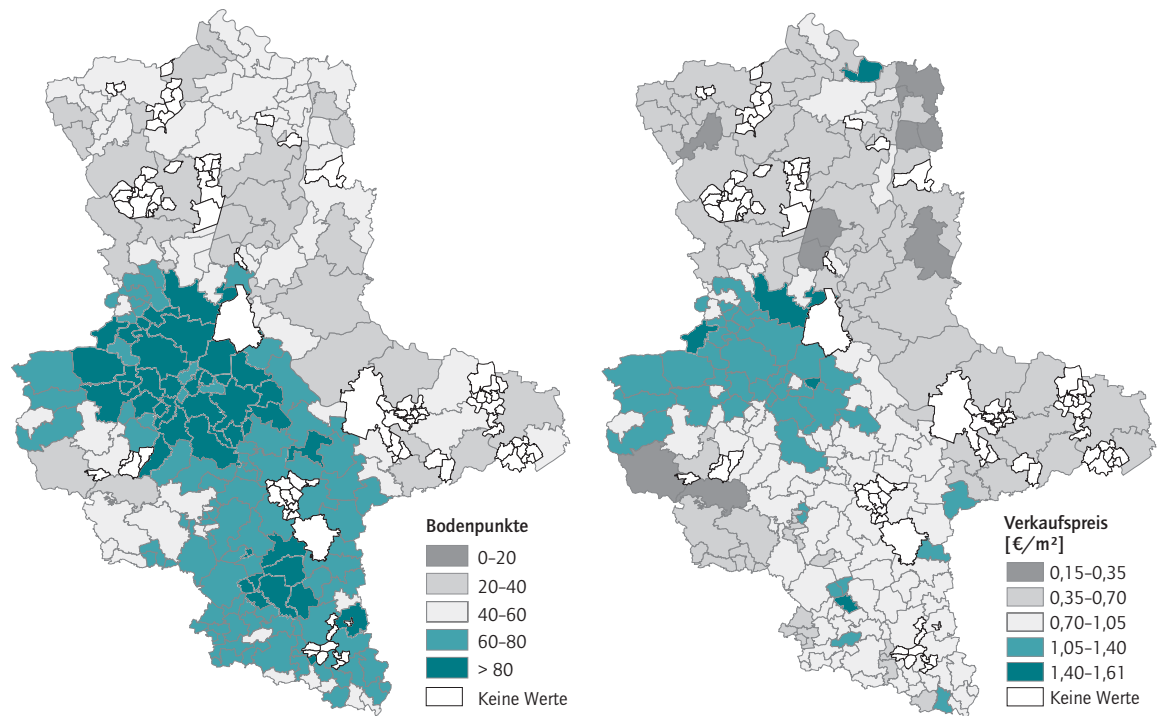 Bodenpunkte
0–20
20–40
40–60
60–80
> 80
Keine Werte
Verkaufspreis
[€/m²]
0,15–0,35
0,35–0,70
0,70–1,05
1,05–1,40
1,40–1,61
Keine Werte